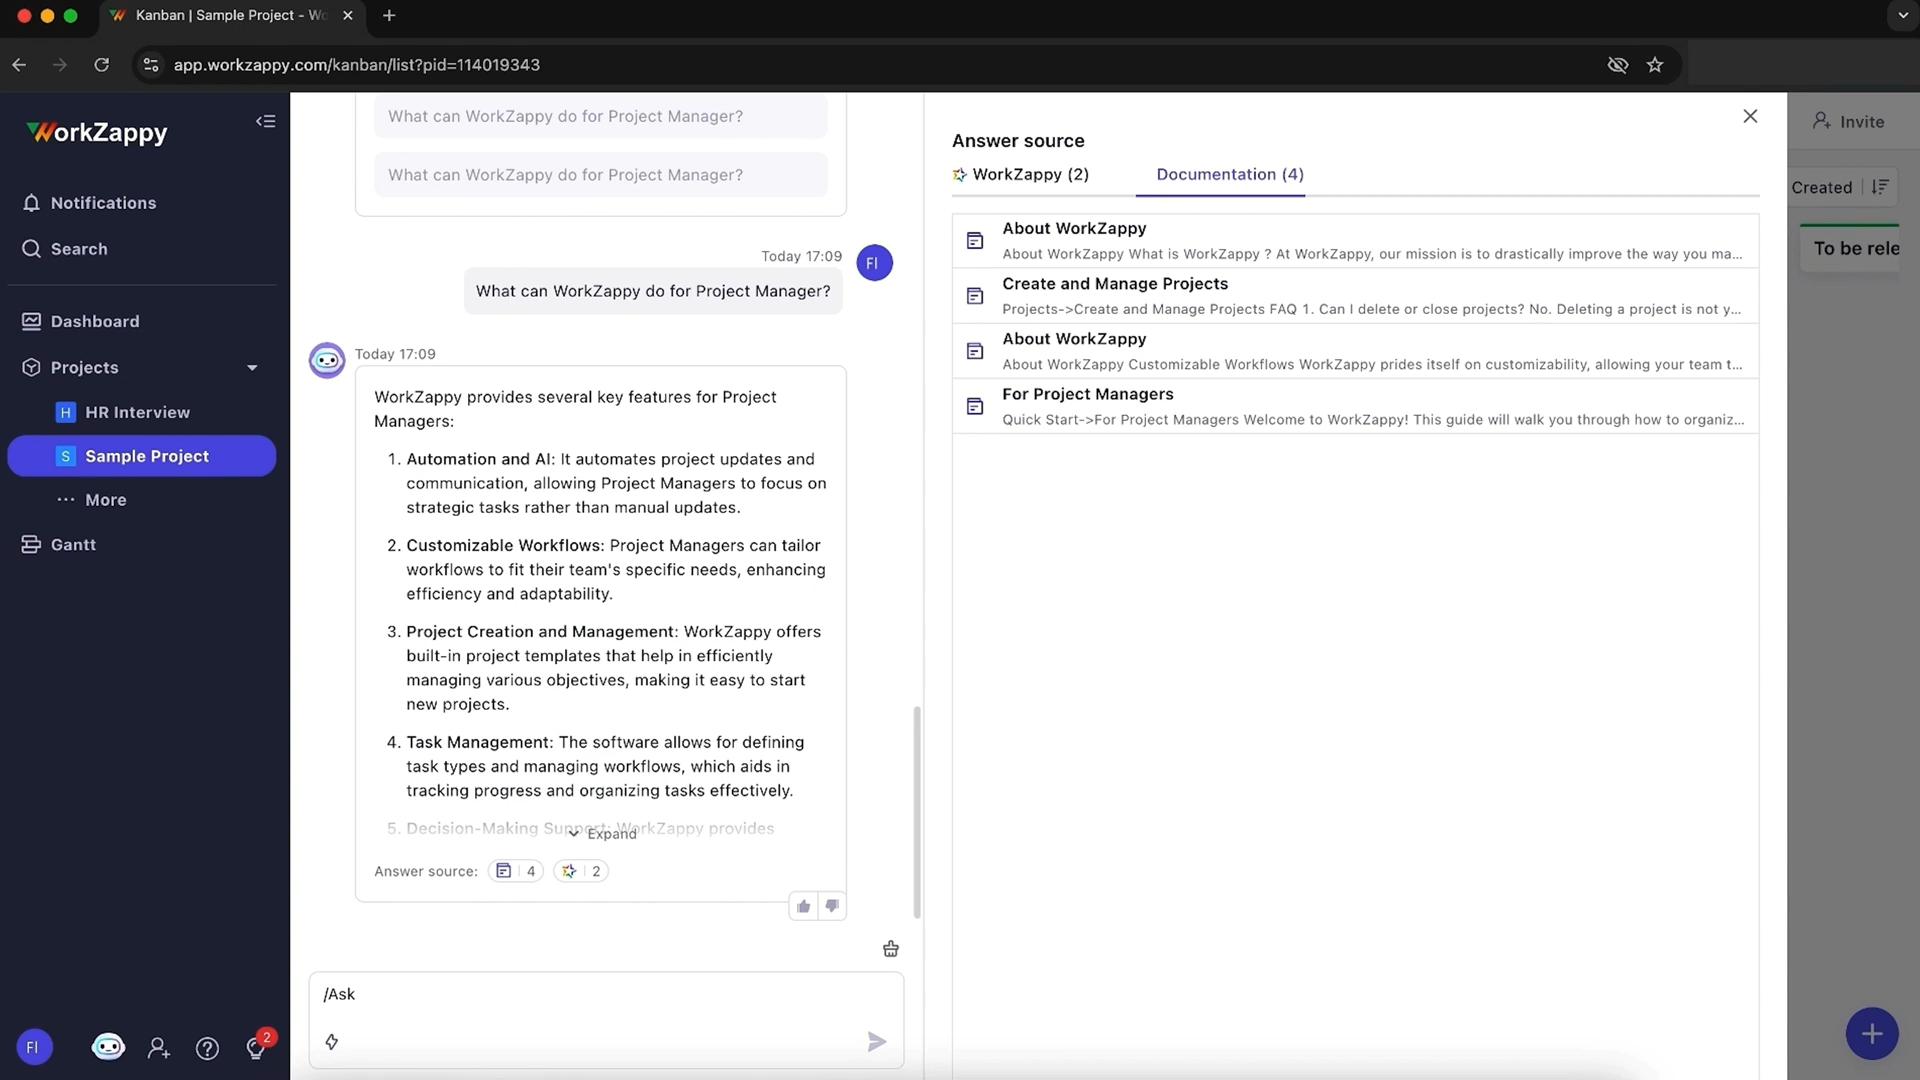 Kanban | Sample Project - Wo
app.workzappy.com/kanban/list?pid=114019343
WorkZappy
Notifications
Search
Dashboard
Projects
H HR Interview
S Sample Project
More
Gantt
FI
2
What can WorkZappy do for Project Manager?
What can WorkZappy do for Project Manager?
Today 17:09
FI
What can WorkZappy do for Project Manager?
Today 17:09
WorkZappy provides several key features for Project
Managers:
1. Automation and AI: It automates project updates and
communication, allowing Project Managers to focus on
strategic tasks rather than manual updates.
2. Customizable Workflows: Project Managers can tailor
workflows to fit their team's specific needs, enhancing
efficiency and adaptability.
3. Project Creation and Management: WorkZappy offers
built-in project templates that help in efficiently
managing various objectives, making it easy to start
new projects.
4. Task Management: The software allows for defining
task types and managing workflows, which aids in
tracking progress and organizing tasks effectively.
5. Decision-Making Support: WorkZappy provides
Expand
Answer source: 4 2
/Ask
Answer source
WorkZappy (2) Documentation (4)
About WorkZappy
About WorkZappy What is WorkZappy ? At WorkZappy, our mission is to drastically improve the way you ma...
Create and Manage Projects
Projects->Create and Manage Projects FAQ 1. Can I delete or close projects? No. Deleting a project is not y...
About WorkZappy
About WorkZappy Customizable Workflows WorkZappy prides itself on customizability, allowing your team t...
For Project Managers
Quick Start->For Project Managers Welcome to WorkZappy! This guide will walk you through how to organiz...
Invite
Created
To be rele